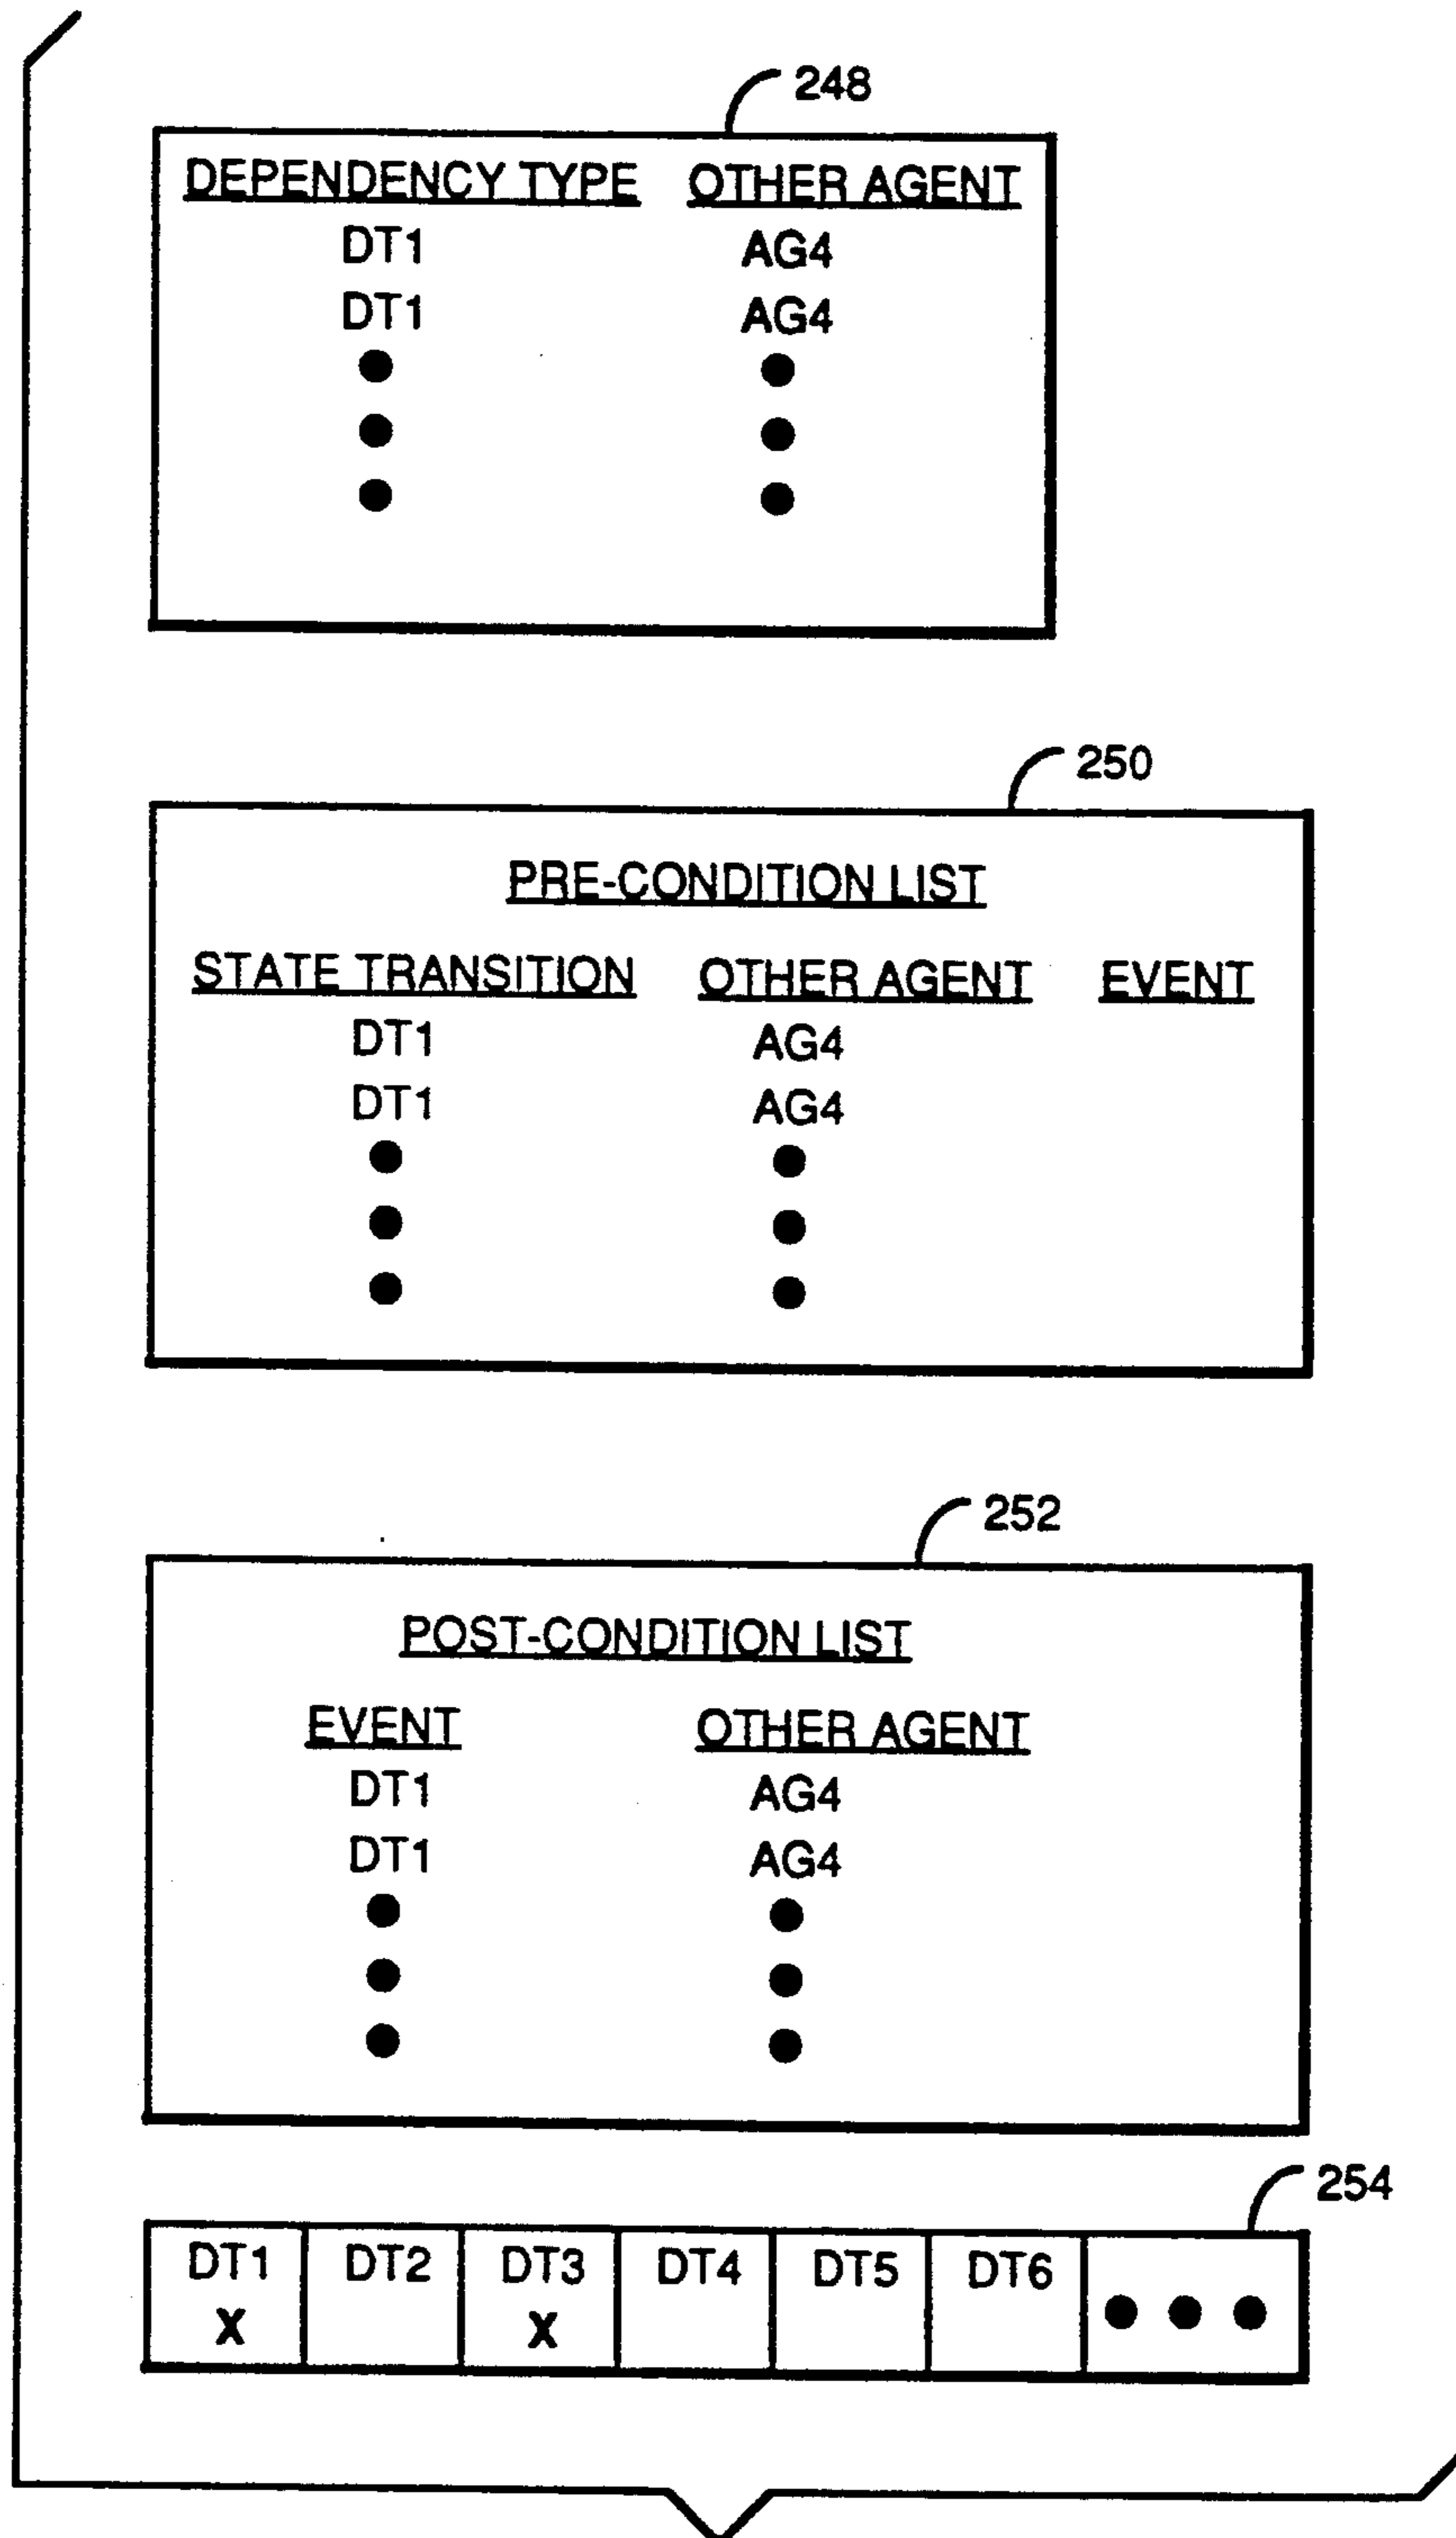 248
DEPENDENCY TYPE OTHER AGENT
DT1 AG4
DT1 AG4
250
PRE-CONDITION LIST
STATE TRANSITION OTHER AGENT EVENT
DT1 AG4
DT1 AG4
252
POST-CONDITION LIST
EVENT OTHER AGENT
DT1 AG4
DT1 AG4
254
DT1 DT2 DT3 DT4 DT5 DT6
X X